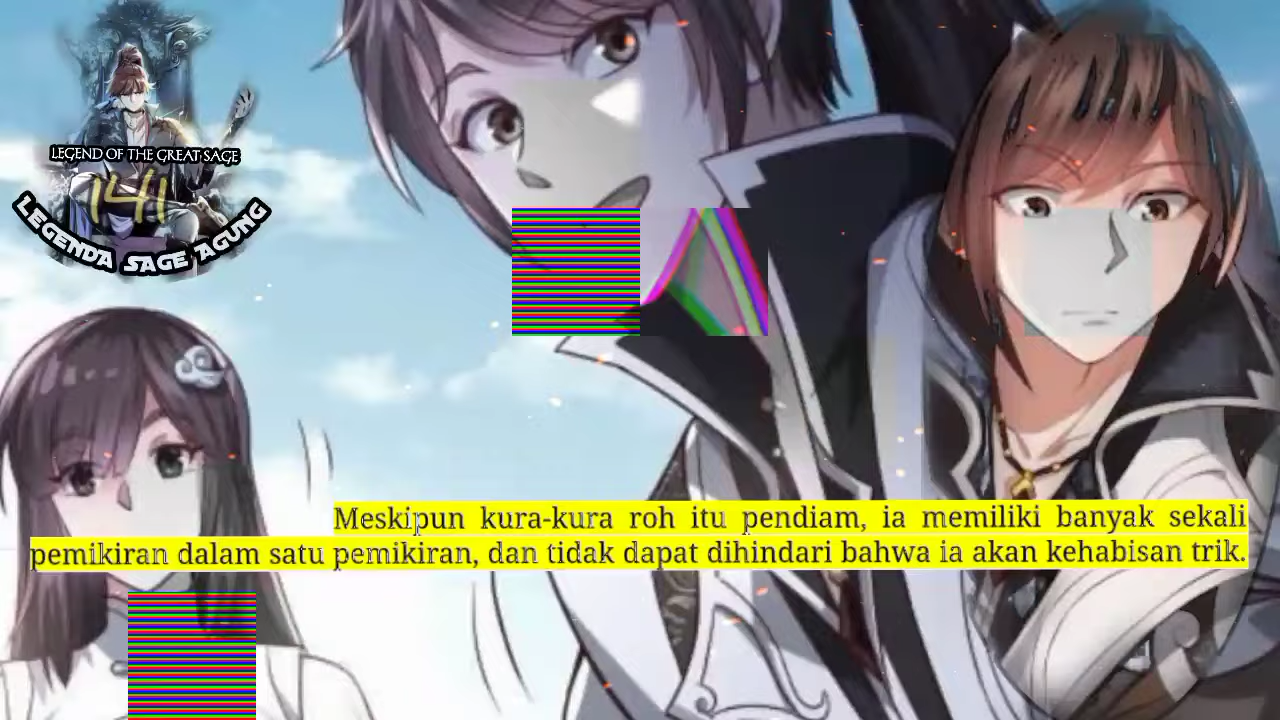 LEGEND OF THE GREAT SAGE
141
LEGENDA SAGE AGUNG
Meskipun kura-kura roh itu pendiam, ia memiliki banyak sekali
pemikiran dalam satu pemikiran, dan tidak dapat dihindari bahwa ia akan kehabisan trik.